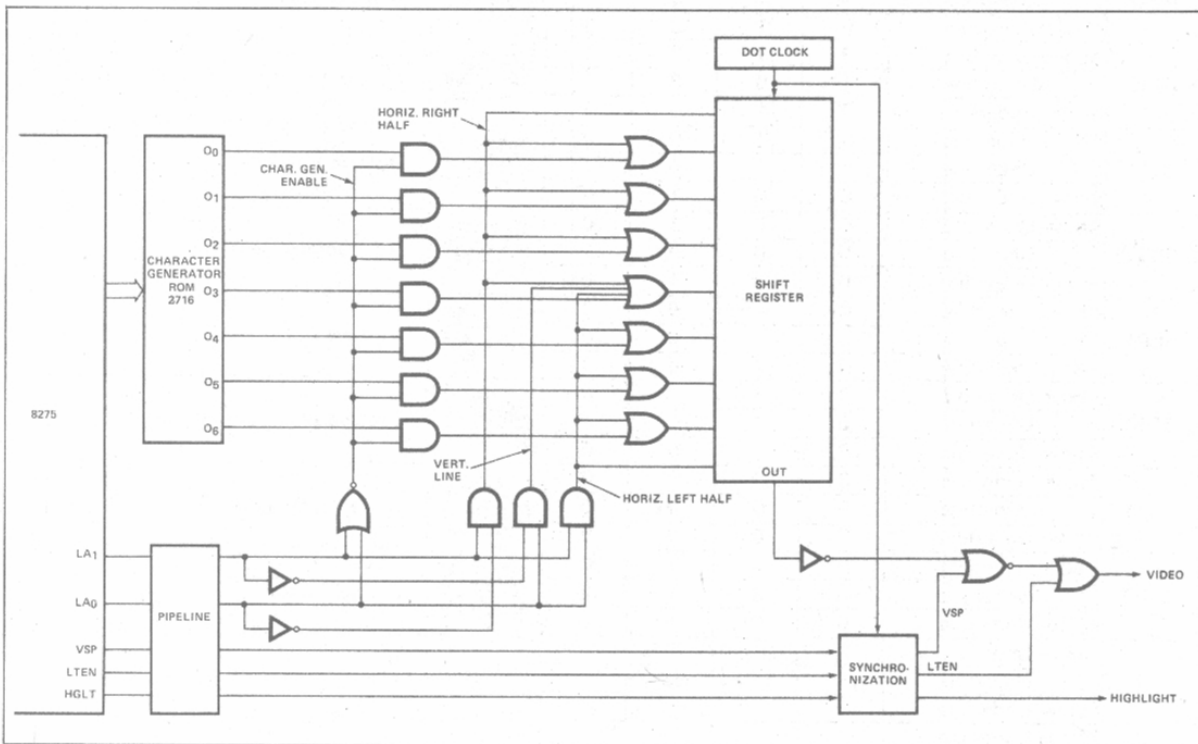 DOT CLOCK
HORIZ. RIGHT
HALF
CHAR. GEN.
ENABLE
O0
O1
O2
O3
O4
O5
O6
CHARACTER
GENERATOR
ROM
2716
SHIFT
REGISTER
8275
VERT.
LINE
OUT
HORIZ. LEFT HALF
LA1
LA0
VSP
LTEN
HGLT
PIPELINE
VIDEO
VSP
LTEN
SYNCHRO-
NIZATION
HIGHLIGHT